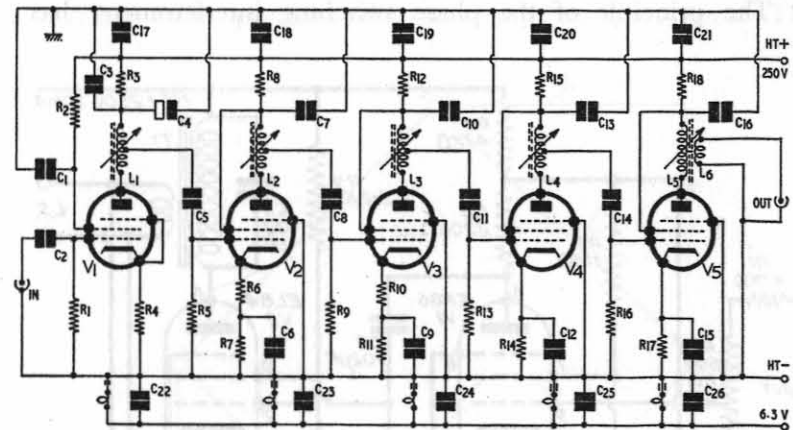 C17 C18 C19 C20 C21
HT+
250V
C3 R3 R8 R12 R15 R18
R2 C4 C7 C10 C13 C16
C1 L1 L2 L3 L4 L5 L6
C5 C8 C11 C14 OUT
C2 V1 V2 V3 V4 V5
IN
R6 R10
R1 R4 R5 R7 C6 R9 R11 C9 R13 R14 C12 R16 R17 C15
HT-
C22 C23 C24 C25 C26
6.3 V